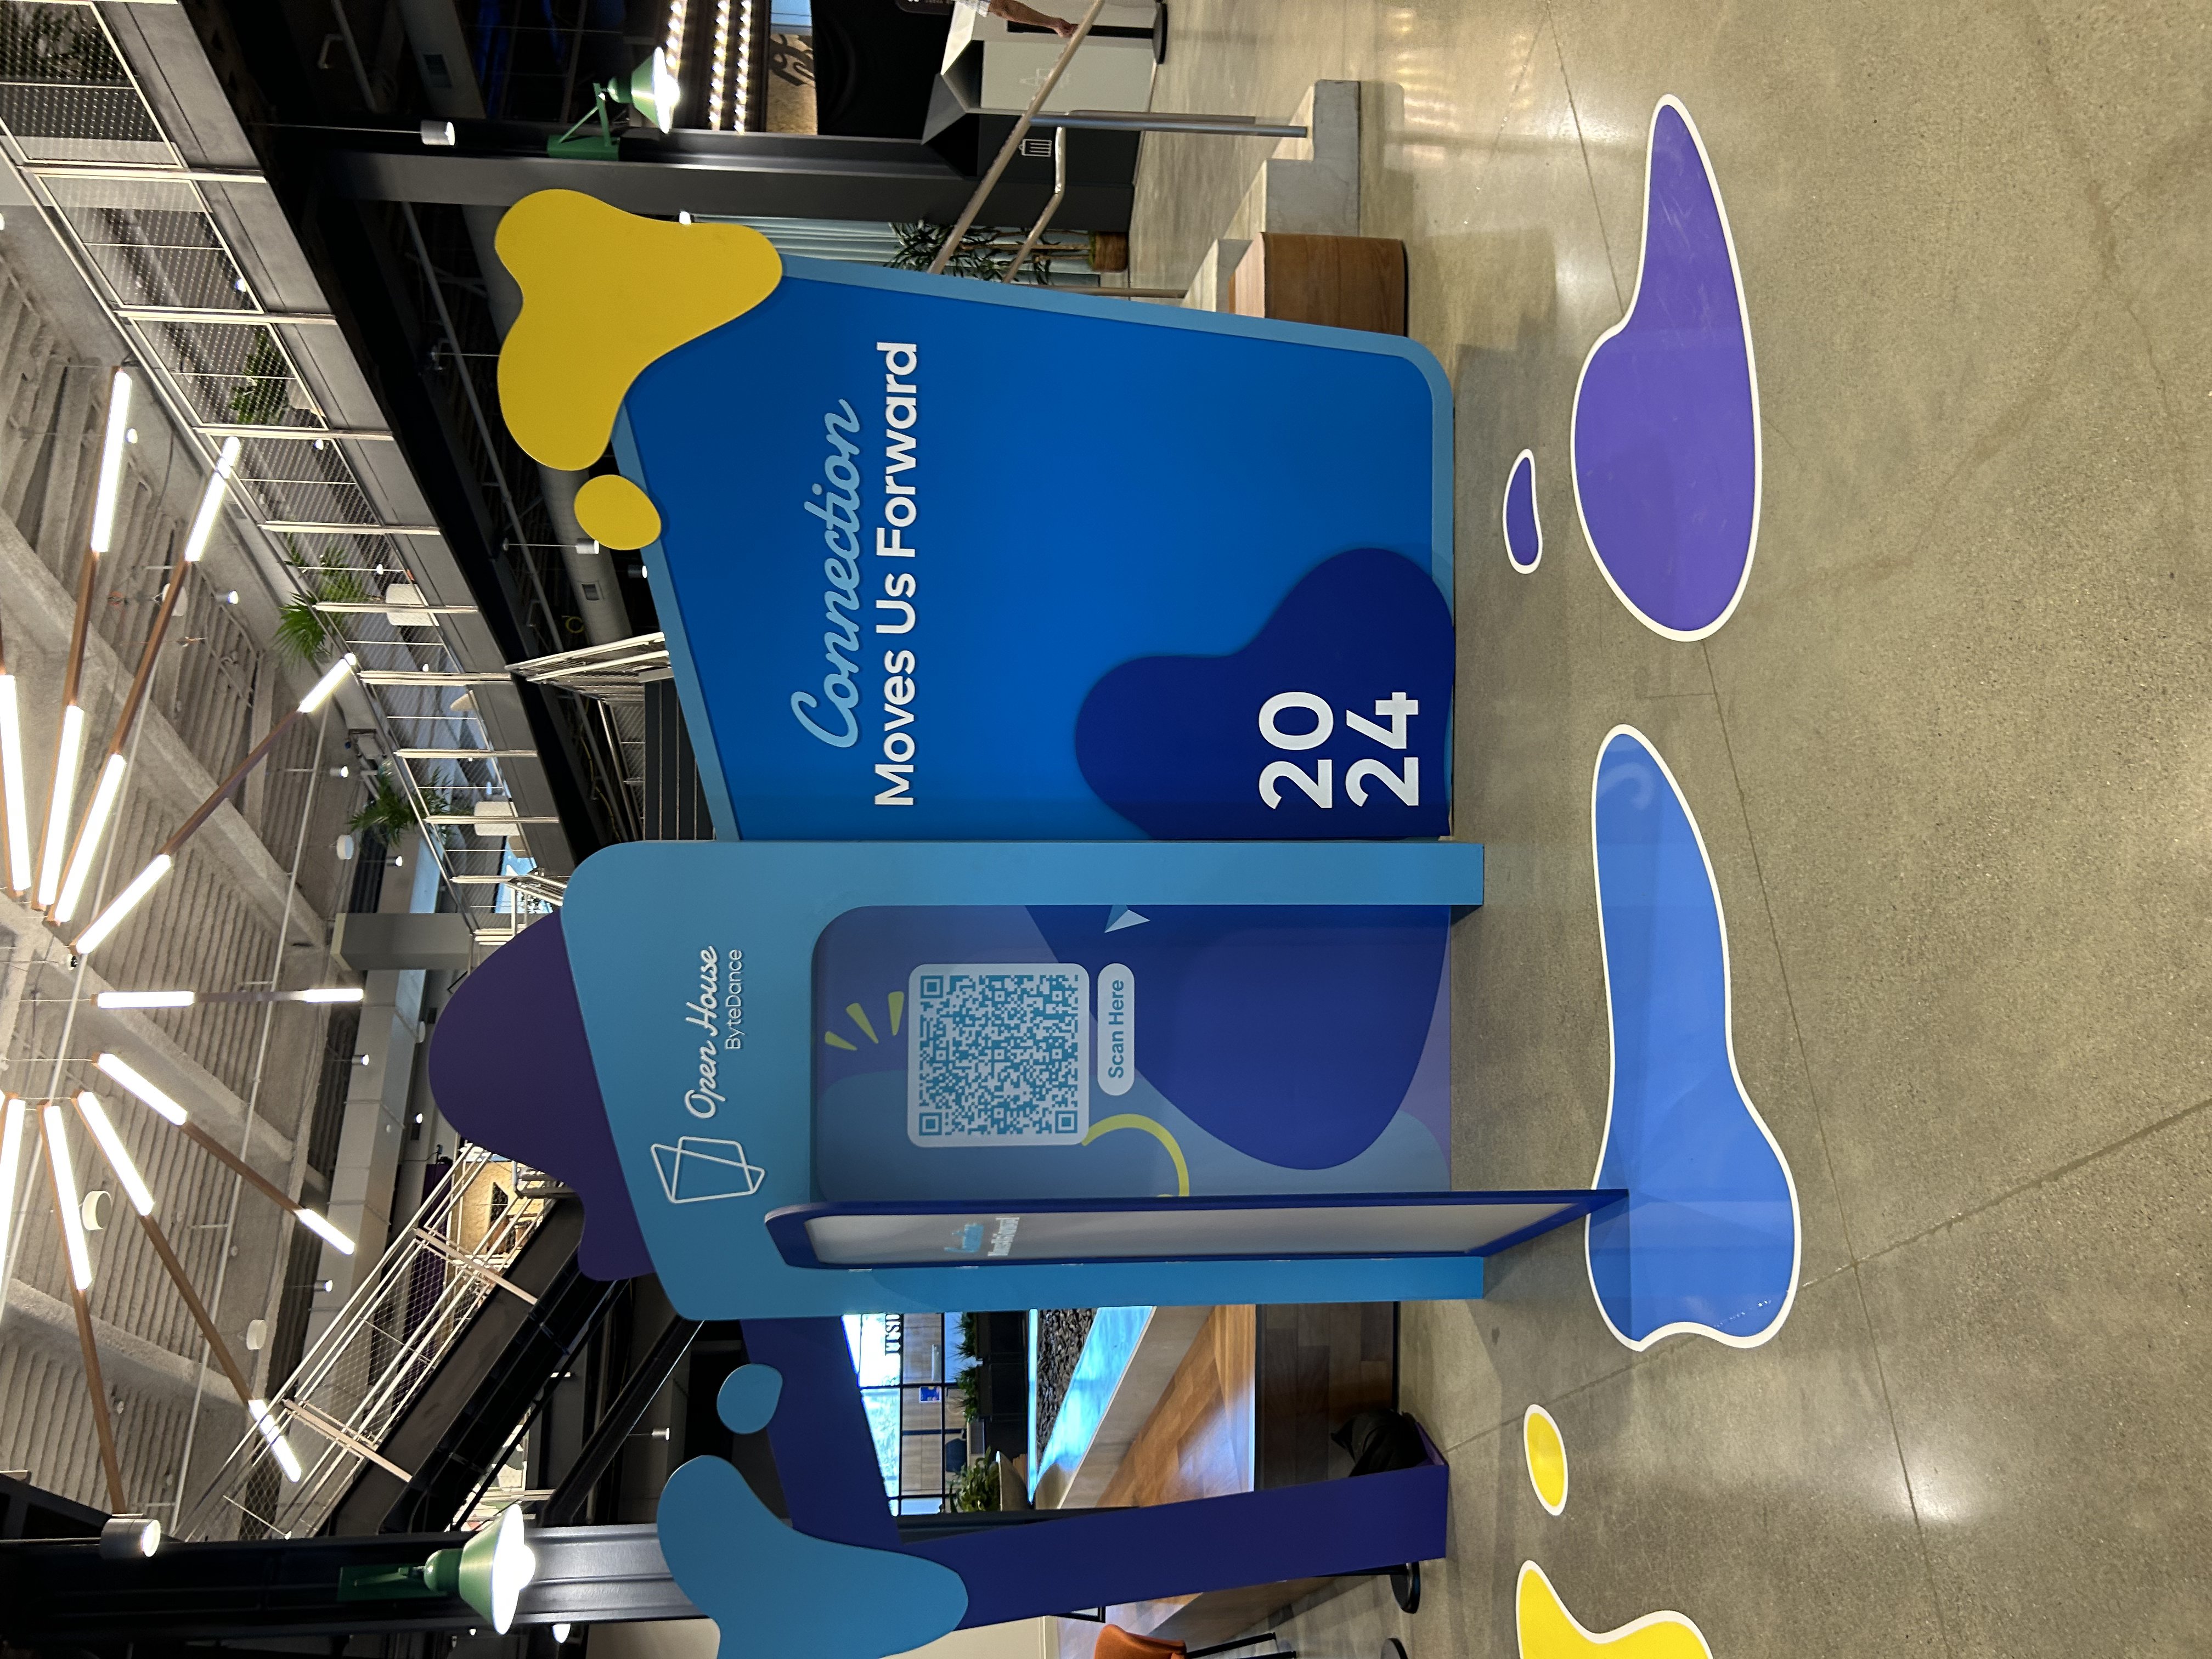 Open House
ByteDance
Connection
Moves Us Forward
Scan Here
20
24